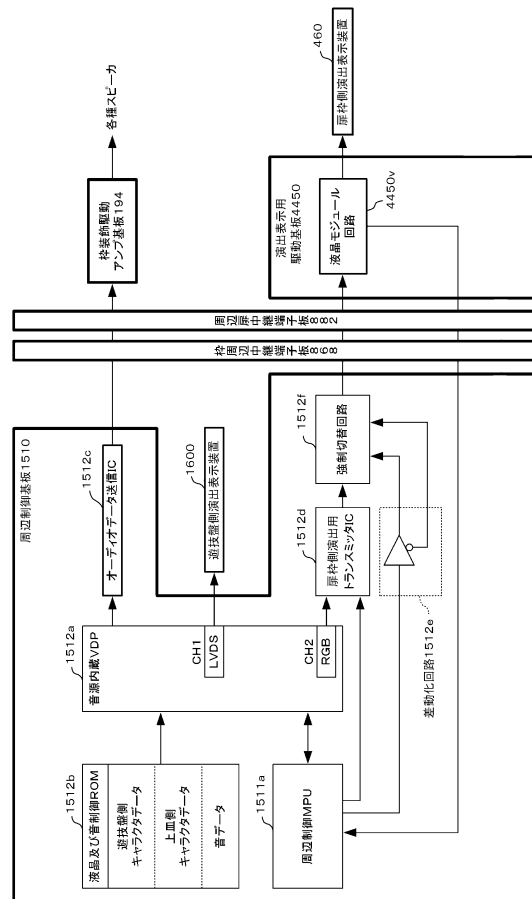 周辺制御基板1510
1512b
液晶及び音制御ROM
遊技盤側
キャラクタデータ
上皿側
キャラクタデータ
音データ
1512a
音源内蔵VDP
CH1
LVDS
CH2
RGB
1512c
オーディオデータ送信IC
1600
遊技盤側演出表示装置
1511a
周辺制御MPU
1512d
扉枠側演出用
トランスミッタIC
1512f
強制切替回路
差動化回路1512e
枠周辺中継端子板868
周辺扉中継端子板882
枠装飾駆動
アンプ基板194
各種スピーカ
演出表示用
駆動基板4450
液晶モジュール
回路
4450v
460
扉枠側演出表示装置